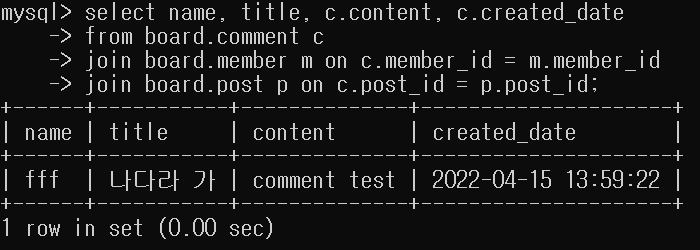 mysql> select name, title, c.content, c.created_date
    -> from board.comment c
    -> join board.member m on c.member_id = m.member_id
    -> join board.post p on c.post_id = p.post_id;
+------+-----------+--------------+---------------------+
| name | title     | content      | created_date        |
+------+-----------+--------------+---------------------+
| fff  | 나다라 가 | comment test | 2022-04-15 13:59:22 |
+------+-----------+--------------+---------------------+
1 row in set (0.00 sec)